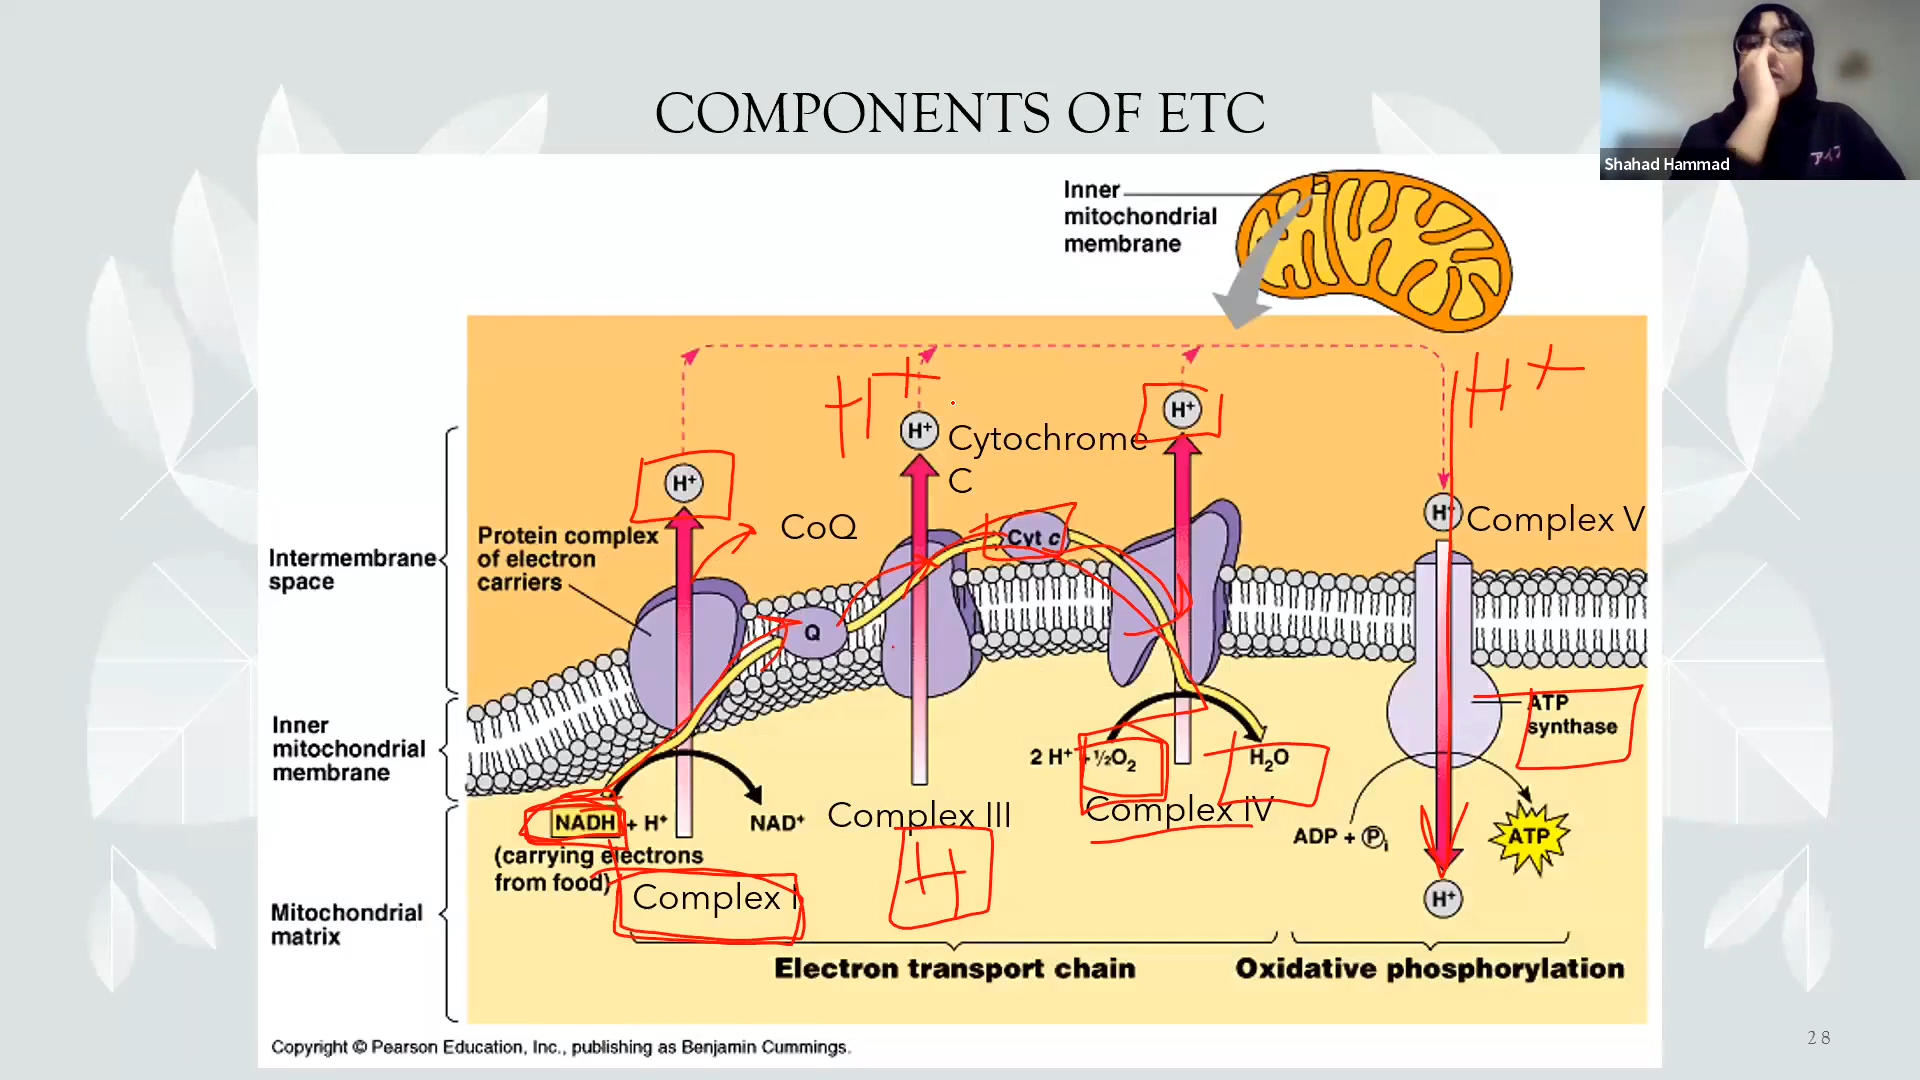 COMPONENTS OF ETC
アイア
Shahad Hammad
Inner
mitochondrial
membrane
H+
H+
H+
H+
H+
Cytochrome
C
H+
H+
CoQ
Complex V
Protein complex
of electron
carriers
Cyt c
Intermembrane
space
Q
Inner
mitochondrial
membrane
ATP
synthase
2 H+ + ½O₂
H₂O
NADH + H+
NAD+
Complex III
Complex IV
ADP + Pi
ATP
(carrying electrons
from food)
Complex I
H
H+
Mitochondrial
matrix
Electron transport chain
Oxidative phosphorylation
Copyright © Pearson Education, Inc., publishing as Benjamin Cummings.
28